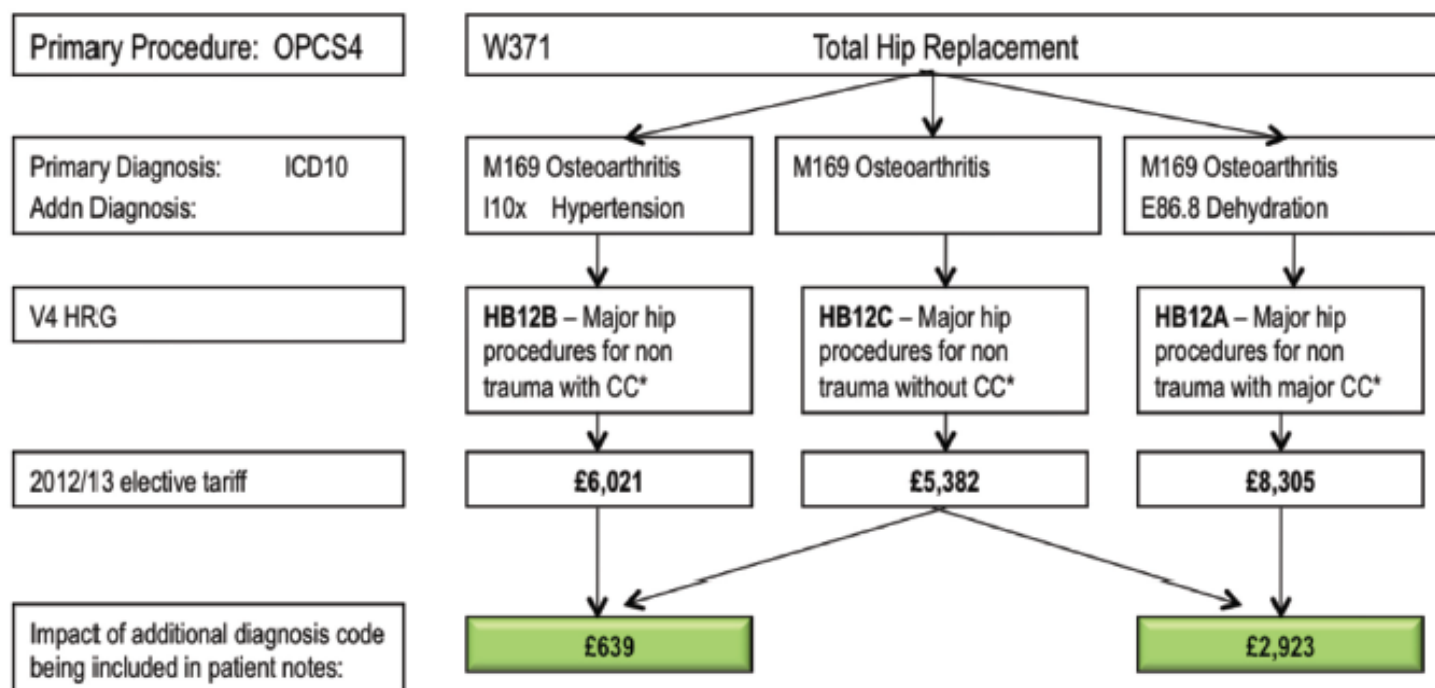 Primary Procedure: OPCS4
W371 Total Hip Replacement
Primary Diagnosis: ICD10
Addn Diagnosis:
M169 Osteoarthritis
I10x Hypertension
M169 Osteoarthritis
M169 Osteoarthritis
E86.8 Dehydration
V4 HRG
HB12B – Major hip
procedures for non
trauma with CC*
HB12C – Major hip
procedures for non
trauma without CC*
HB12A – Major hip
procedures for non
trauma with major CC*
2012/13 elective tariff
£6,021
£5,382
£8,305
Impact of additional diagnosis code
being included in patient notes:
£639
£2,923